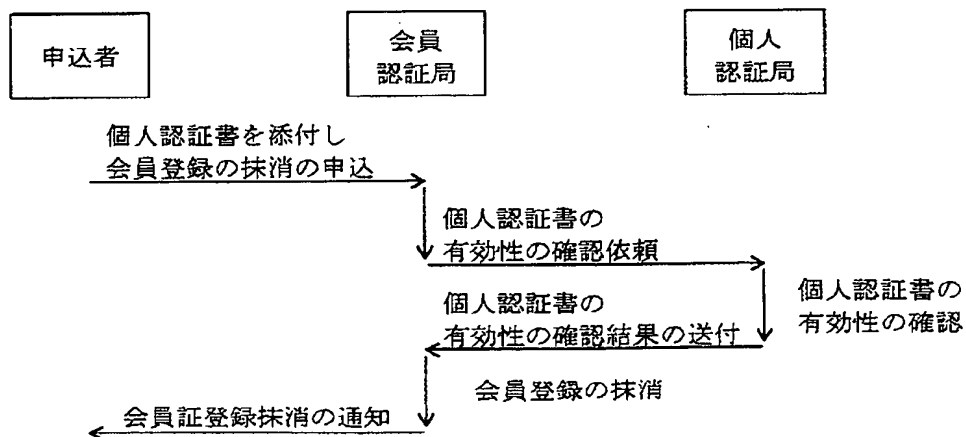 申込者
会員
認証局
個人
認証局
個人認証書を添付し
会員登録の抹消の申込
個人認証書の
有効性の確認依頼
個人認証書の
有効性の確認
個人認証書の
有効性の確認結果の送付
会員登録の抹消
会員証登録抹消の通知